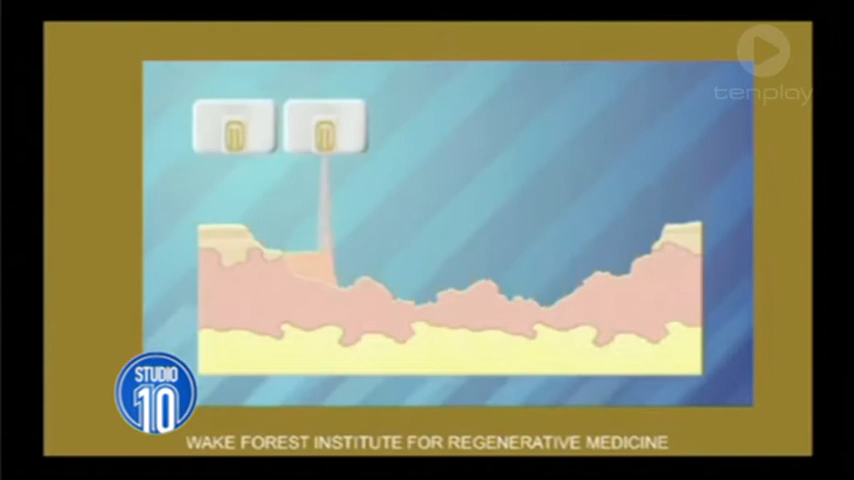 tenplay
STUDIO
10
WAKE FOREST INSTITUTE FOR REGENERATIVE MEDICINE